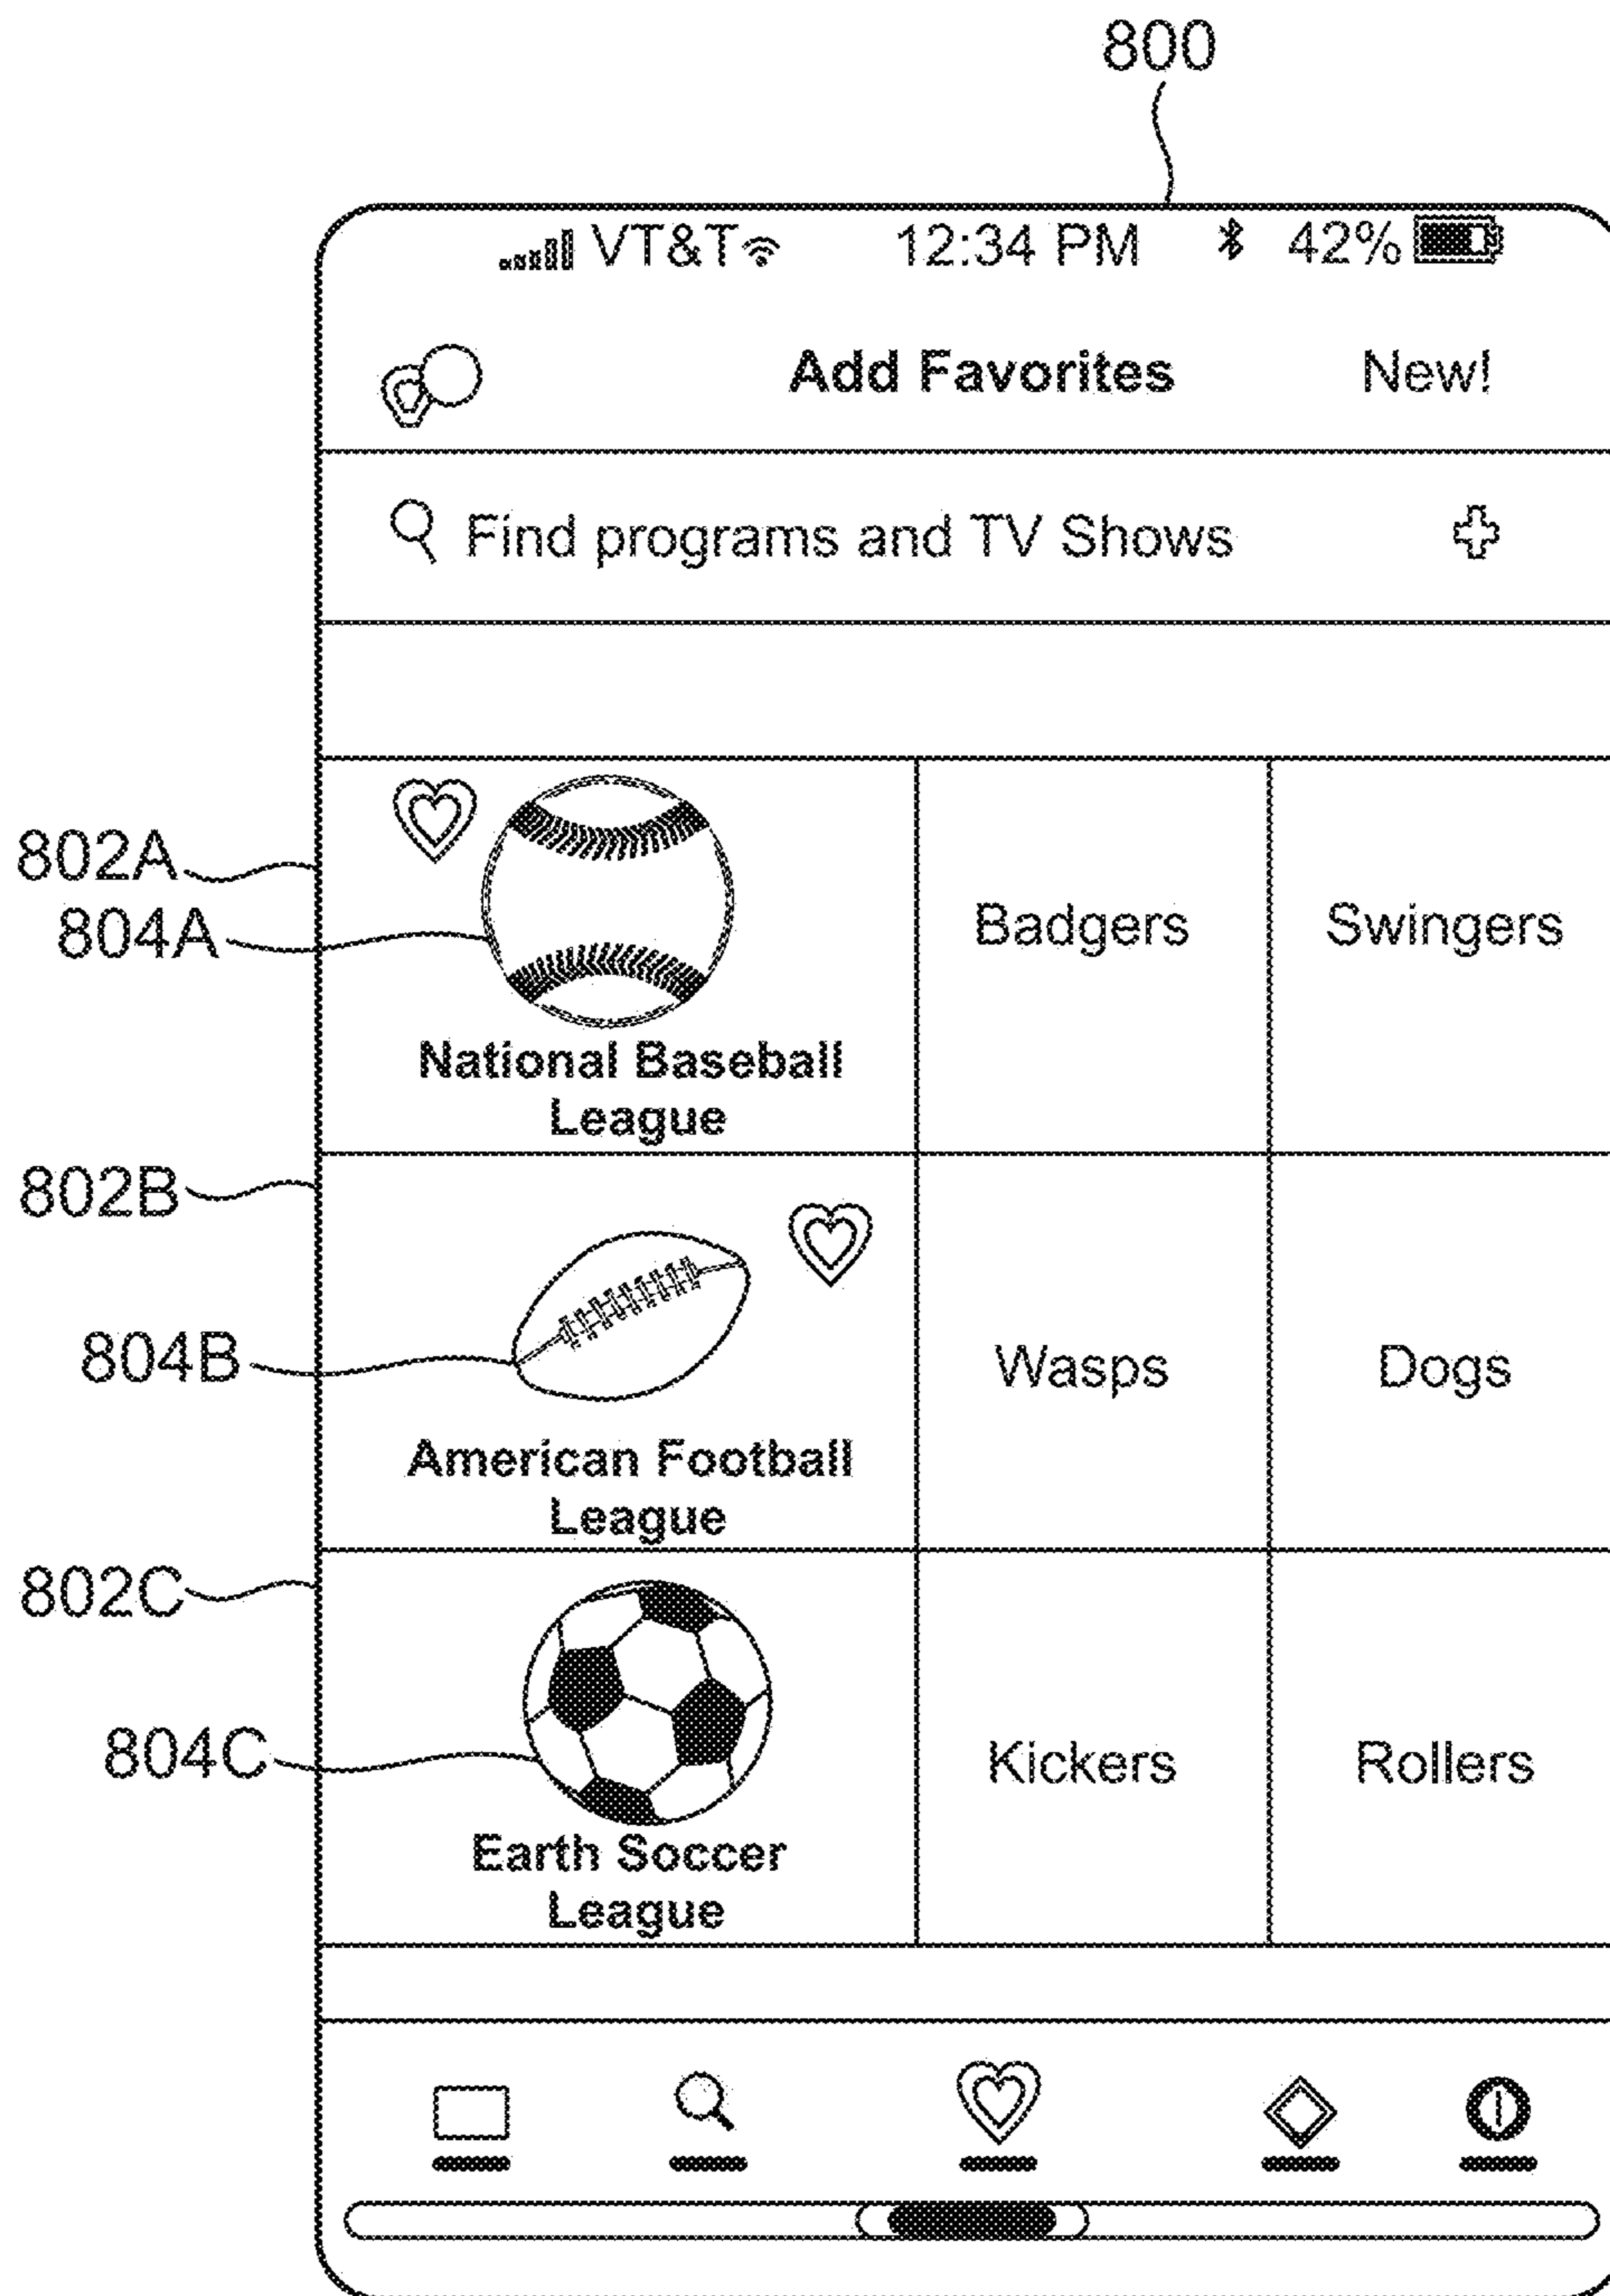 800
VT&T 12:34 PM 42%
Add Favorites New!
Find programs and TV Shows
802A
804A
Badgers Swingers
National Baseball
League
802B
804B
Wasps Dogs
American Football
League
802C
804C
Kickers Rollers
Earth Soccer
League